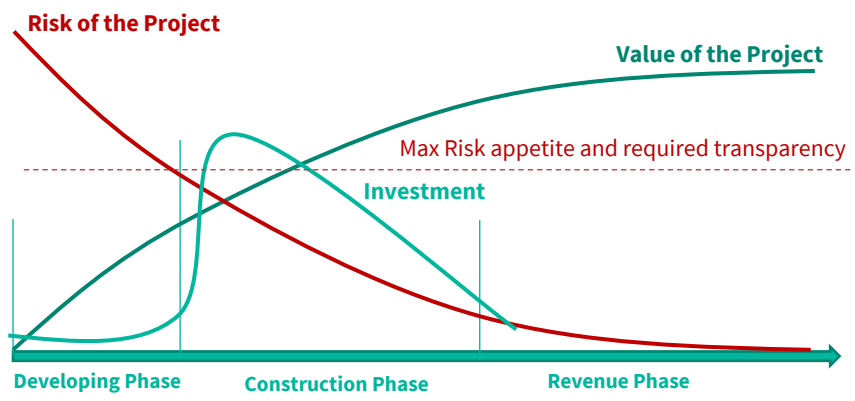 Risk of the Project
Value of the Project
Max Risk appetite and required transparency
Investment
Developing Phase
Construction Phase
Revenue Phase